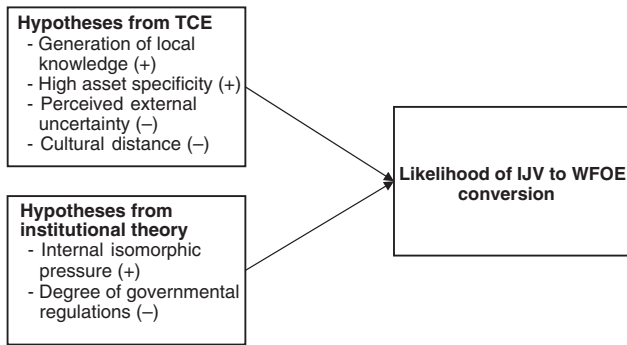 Hypotheses from TCE
- Generation of local
knowledge (+)
- High asset specificity (+)
- Perceived external
uncertainty (–)
- Cultural distance (–)
Likelihood of IJV to WFOE
conversion
Hypotheses from
institutional theory
- Internal isomorphic
pressure (+)
- Degree of governmental
regulations (–)